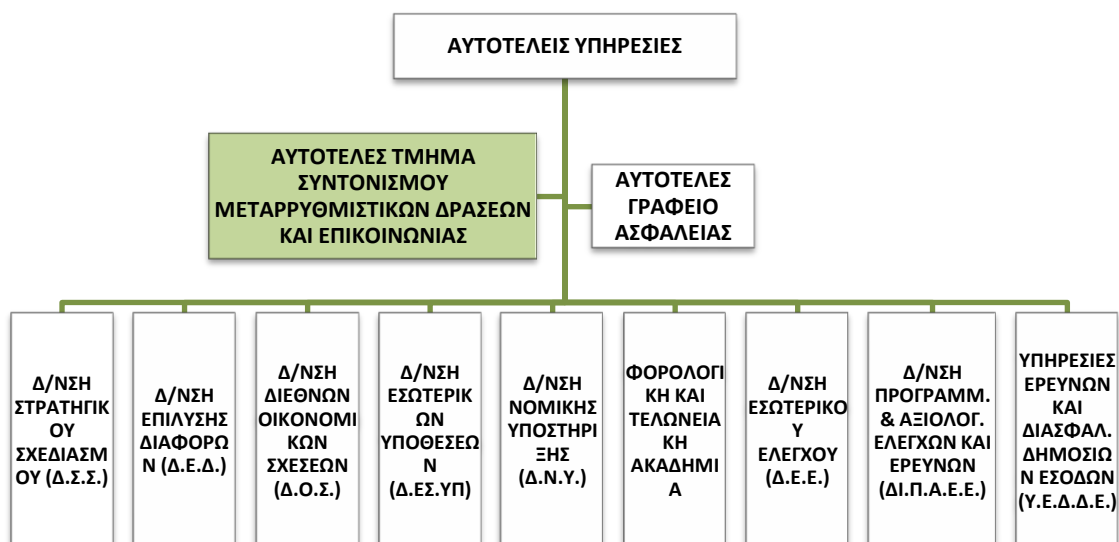 ΑΥΤΟΤΕΛΕΙΣ ΥΠΗΡΕΣΙΕΣ
ΑΥΤΟΤΕΛΕΣ ΤΜΗΜΑ
ΣΥΝΤΟΝΙΣΜΟΥ
ΜΕΤΑΡΡΥΘΜΙΣΤΙΚΩΝ ΔΡΑΣΕΩΝ
ΚΑΙ ΕΠΙΚΟΙΝΩΝΙΑΣ
ΑΥΤΟΤΕΛΕΣ
ΓΡΑΦΕΙΟ
ΑΣΦΑΛΕΙΑΣ
Δ/ΝΣΗ
ΣΤΡΑΤΗΓΙΚ
ΟΥ
ΣΧΕΔΙΑΣΜ
ΟΥ (Δ.Σ.Σ.)
Δ/ΝΣΗ
ΕΠΙΛΥΣΗΣ
ΔΙΑΦΟΡΩ
Ν (Δ.Ε.Δ.)
Δ/ΝΣΗ
ΔΙΕΘΝΩΝ
ΟΙΚΟΝΟΜΙ
ΚΩΝ
ΣΧΕΣΕΩΝ
(Δ.Ο.Σ.)
Δ/ΝΣΗ
ΕΣΩΤΕΡΙΚ
ΩΝ
ΥΠΟΘΕΣΕΩ
Ν
(Δ.ΕΣ.ΥΠ)
Δ/ΝΣΗ
ΝΟΜΙΚΗΣ
ΥΠΟΣΤΗΡΙ
ΞΗΣ
(Δ.Ν.Υ.)
ΦΟΡΟΛΟΓΙ
ΚΗ ΚΑΙ
ΤΕΛΩΝΕΙΑ
ΚΗ
ΑΚΑΔΗΜΙ
Α
Δ/ΝΣΗ
ΕΣΩΤΕΡΙΚΟ
Υ
ΕΛΕΓΧΟΥ
(Δ.Ε.Ε.)
Δ/ΝΣΗ
ΠΡΟΓΡΑΜΜ.
& ΑΞΙΟΛΟΓ.
ΕΛΕΓΧΩΝ ΚΑΙ
ΕΡΕΥΝΩΝ
(ΔΙ.Π.Α.Ε.Ε.)
ΥΠΗΡΕΣΙΕΣ
ΕΡΕΥΝΩΝ
ΚΑΙ
ΔΙΑΣΦΑΛ.
ΔΗΜΟΣΙΩ
Ν ΕΣΟΔΩΝ
(Υ.Ε.Δ.Δ.Ε.)